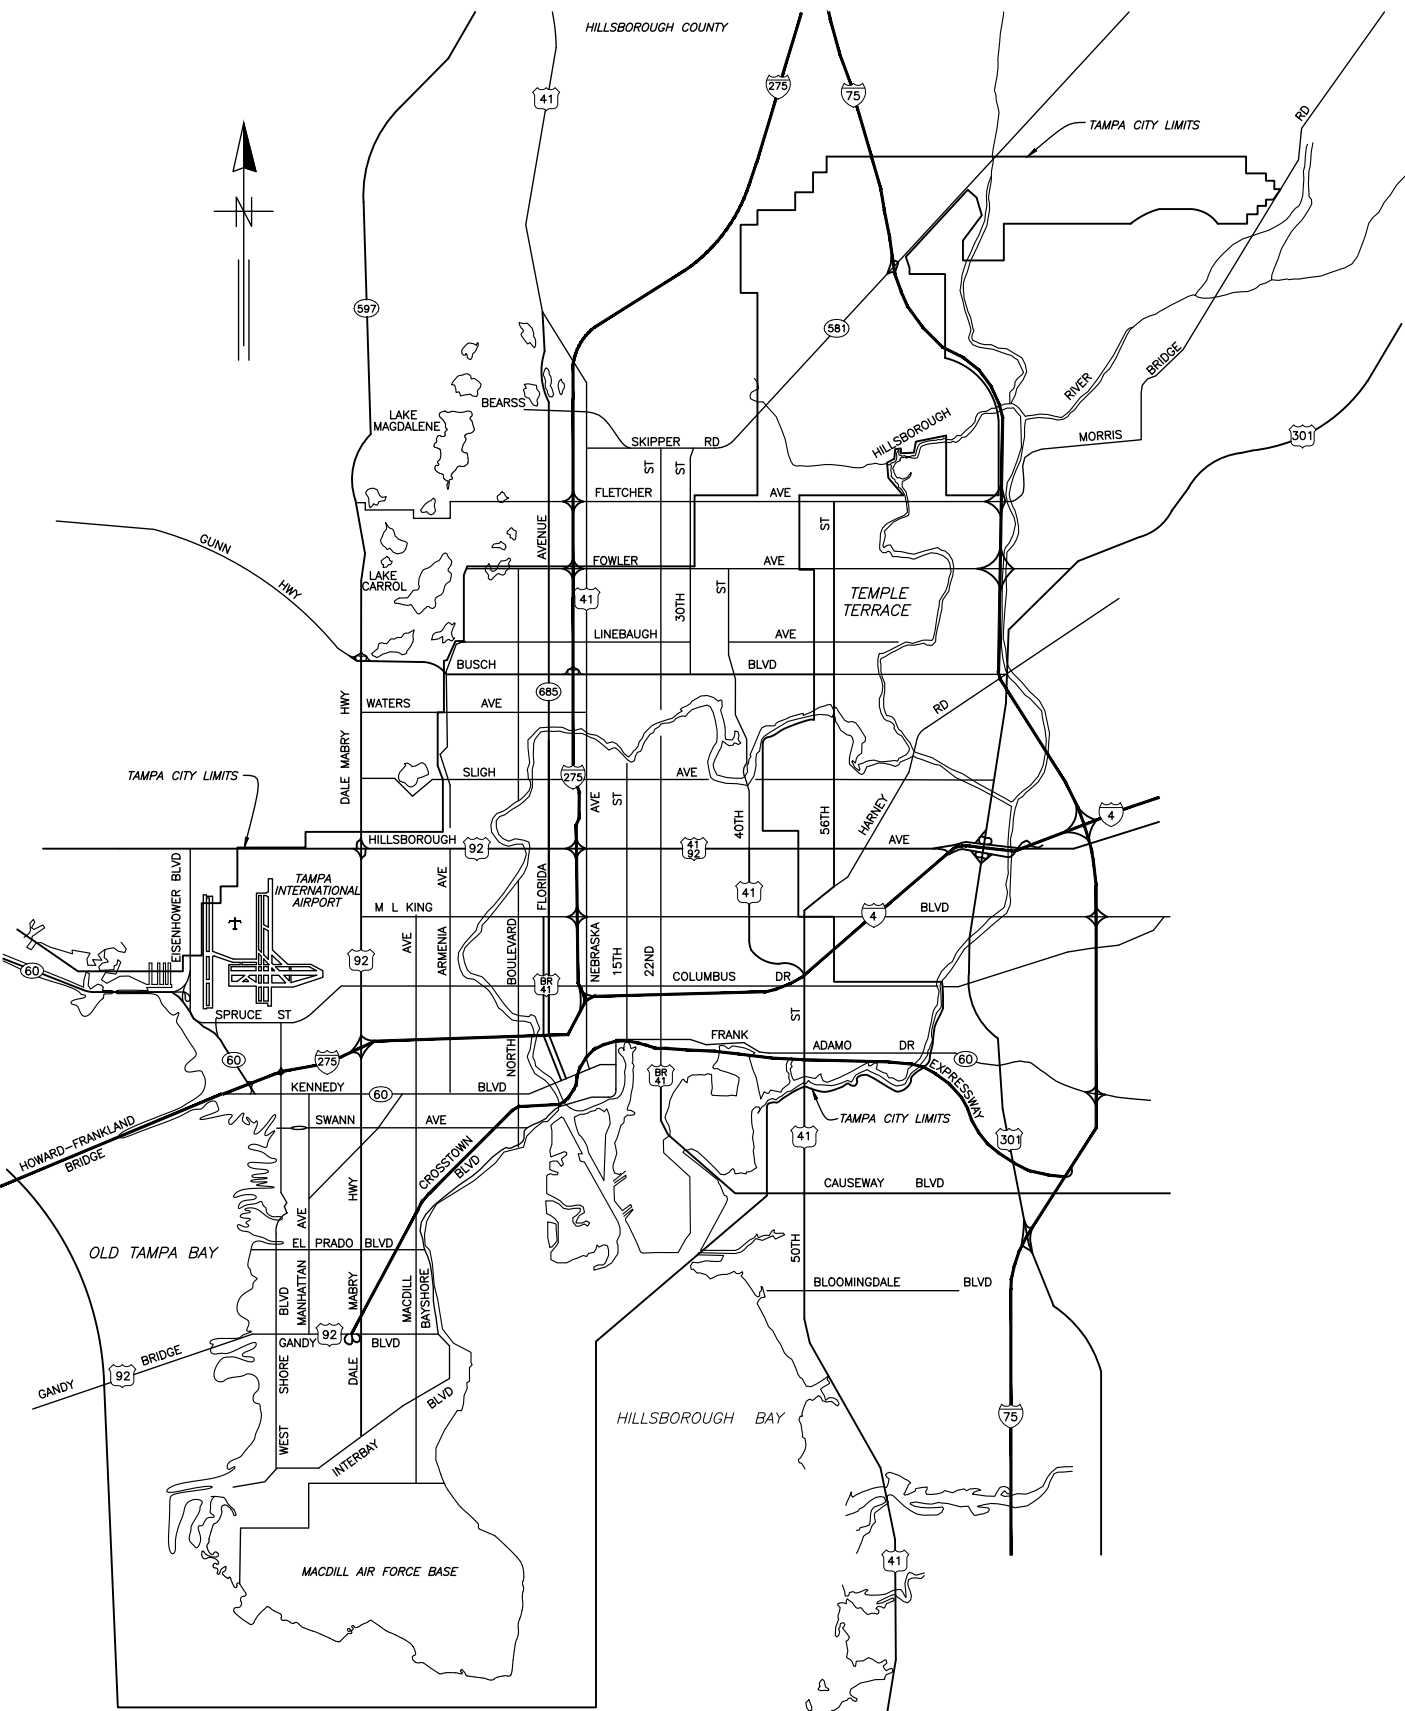 HILLSBOROUGH COUNTY
41
275
75
TAMPA CITY LIMITS
RD
N
597
581
BRIDGE
RIVER
BEARSS
LAKE
MAGDALENE
HILLSBOROUGH
SKIPPER RD
MORRIS
301
ST
ST
FLETCHER AVE
AVENUE
ST
GUNN
HWY
FOWLER AVE
LAKE
CARROL
41
30TH
ST
TEMPLE
TERRACE
LINEBAUGH AVE
BUSCH BLVD
685
WATERS AVE
DALE MABRY HWY
RD
TAMPA CITY LIMITS
SLIGH AVE
275
AVE
ST
40TH
56TH
HARNEY
4
HILLSBOROUGH AVE
92
41
92
EISENHOWER BLVD
TAMPA
INTERNATIONAL
AIRPORT
AVE
FLORIDA
41
M L KING BLVD
4
AVE
ARMENIA
BOULEVARD
NEBRASKA
15TH
22ND
92
60
COLUMBUS DR
BR
41
SPRUCE ST
ST
FRANK
ADAMO DR
60
60
275
NORTH
BR
41
EXPRESSWAY
KENNEDY BLVD
60
SWANN AVE
TAMPA CITY LIMITS
HOWARD-FRANKLAND
BRIDGE
CROSSTOWN
BLVD
41
301
CAUSEWAY BLVD
HWY
AVE
OLD TAMPA BAY
EL PRADO BLVD
50TH
BLVD
MANHATTAN
MABRY
MACDILL
BAYSHORE
BLOOMINGDALE BLVD
92
GANDY BLVD
GANDY BRIDGE
92
SHORE
DALE
BLVD
HILLSBOROUGH BAY
75
WEST
INTERBAY
41
MACDILL AIR FORCE BASE